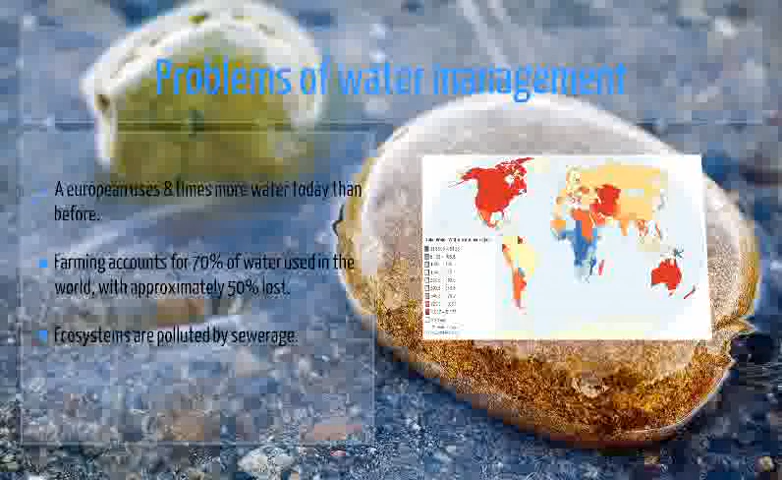 Problems of water management
A european uses 8 times more water today than
before.
Farming accounts for 70% of water used in the
world, with approximately 50% lost.
Ecosystems are polluted by sewerage.